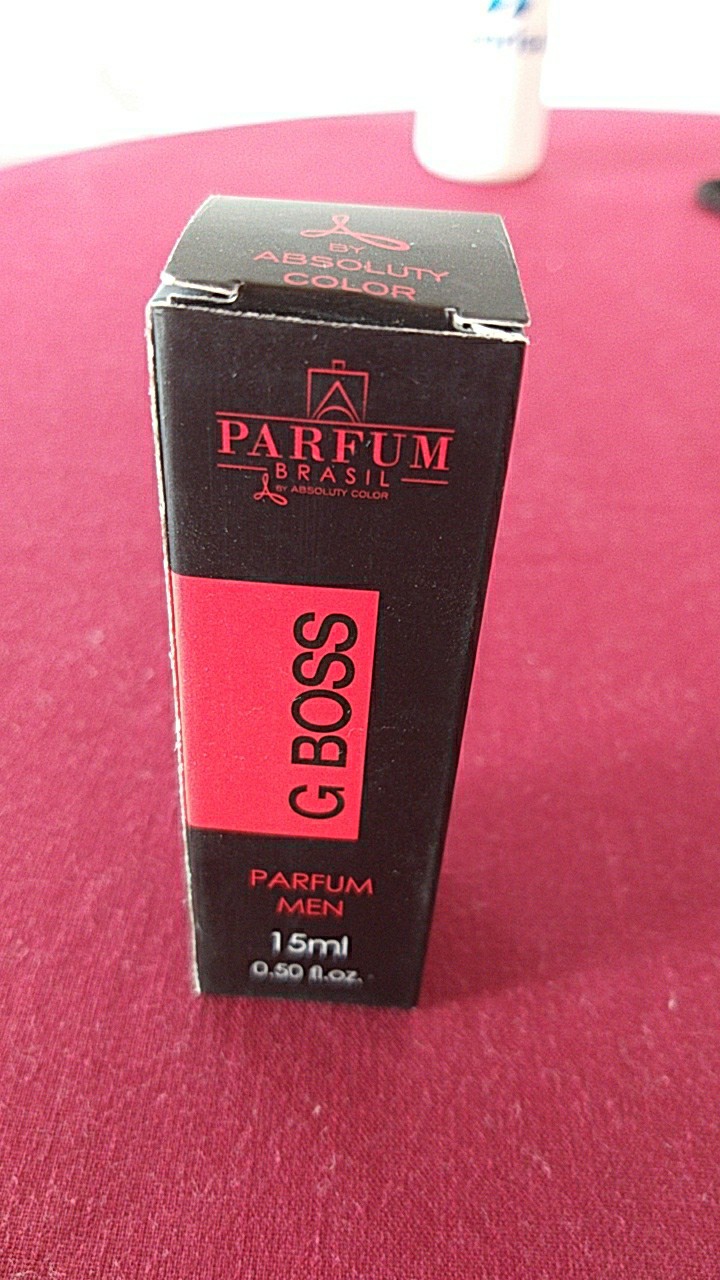 BY
ABSOLUTY
COLOR
PARFUM
BRASIL
BY ABSOLUTY COLOR
G BOSS
PARFUM
MEN
15ml
0.50 fl.oz.